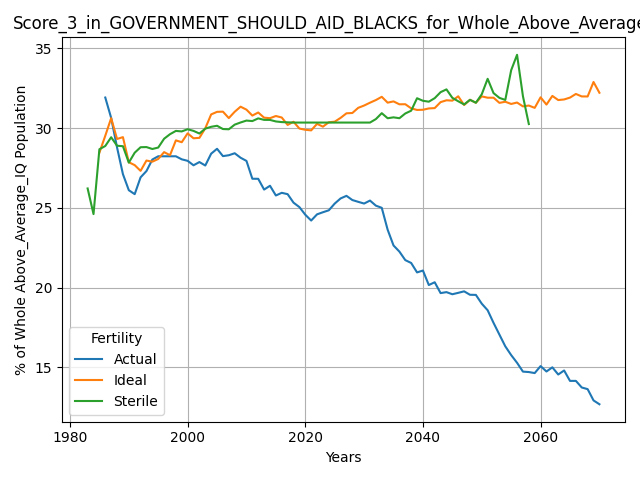 Score_3_in_GOVERNMENT_SHOULD_AID_BLACKS_for_Whole_Above_Average
% of Whole Above_Average_IQ Population
35
30
25
20
15
Fertility
Actual
Ideal
Sterile
1980
2000
2020
2040
2060
Years